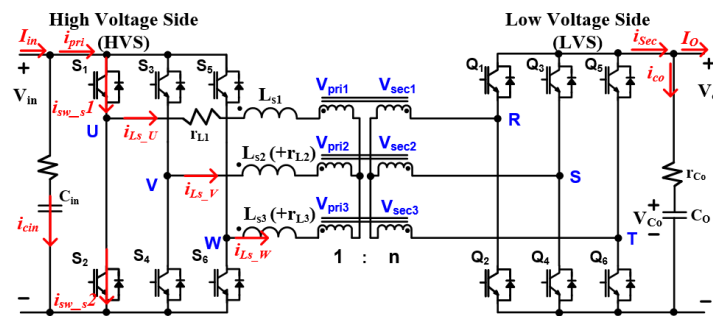 High Voltage Side
(HVS)
Low Voltage Side
(LVS)
I_in
i_pri
i_Sec
I_O
S_1
S_3
S_5
Q_1
Q_3
Q_5
i_co
V_in
i_sw_s1
L_s1
V_pri1
V_sec1
U
i_Ls_U
r_L1
R
V_pri2
V_sec2
L_s2 (+r_L2)
r_Co
V
i_Ls_V
S
C_in
L_s3 (+r_L3)
V_pri3
V_sec3
V_Co
C_O
i_cin
W
i_Ls_W
T
1 : n
S_2
S_4
S_6
Q_2
Q_4
Q_6
i_sw_s2